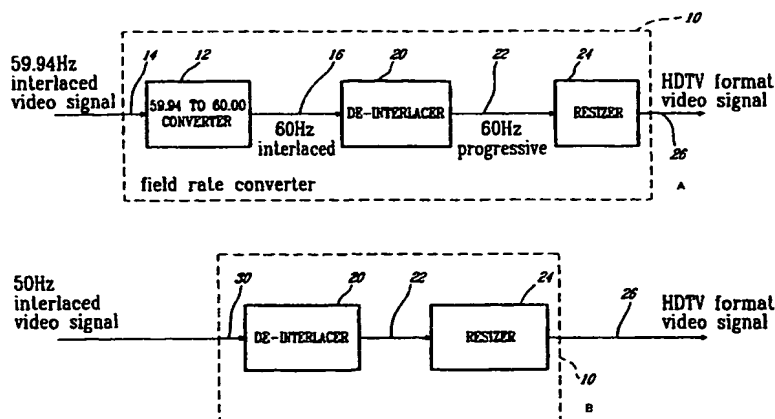 10
59.94Hz
interlaced
video signal
14
12
16
20
22
24
HDTV format
video signal
59.94 TO 60.00
CONVERTER
60Hz
interlaced
DE-INTERLACER
60Hz
progressive
RESIZER
26
field rate converter
A
50Hz
interlaced
video signal
30
20
22
24
26
HDTV format
video signal
DE-INTERLACER
RESIZER
10
B